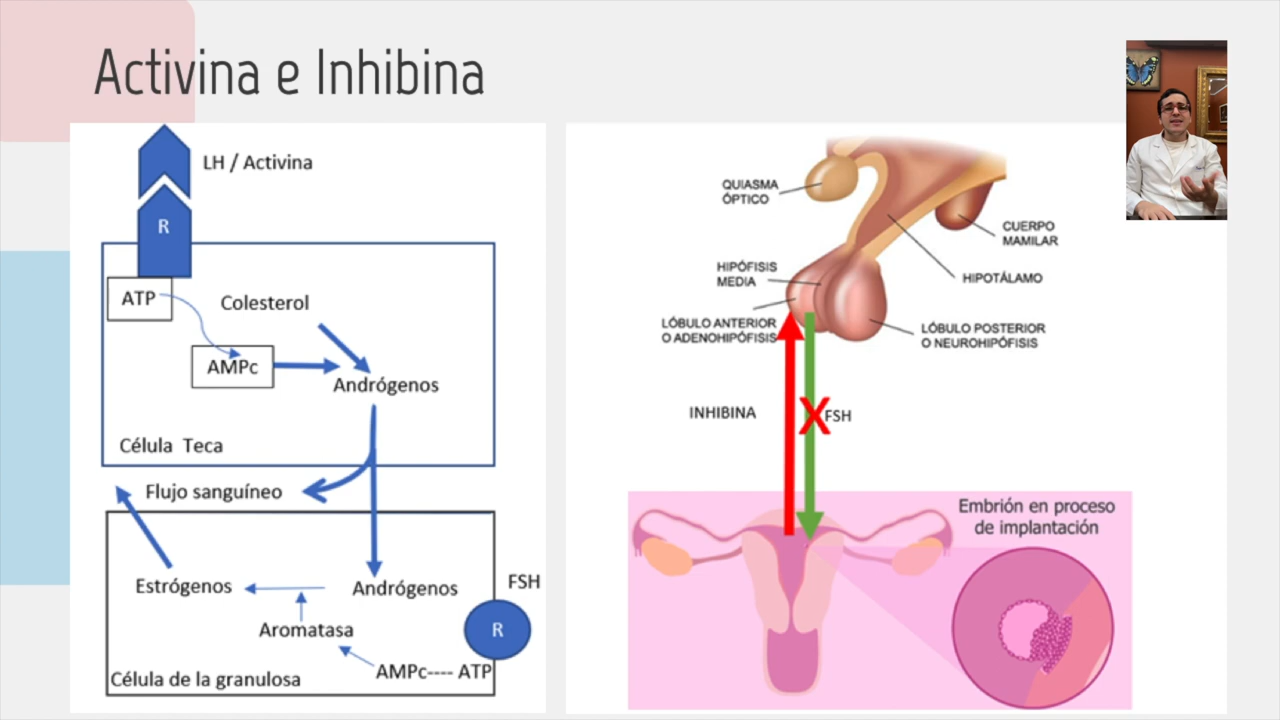 Activina e Inhibina
LH / Activina
R
ATP
Colesterol
AMPc
Andrógenos
Célula Teca
Flujo sanguíneo
Estrógenos
Andrógenos
FSH
Aromatasa
R
AMPc---- ATP
Célula de la granulosa
QUIASMA
ÓPTICO
CUERPO
MAMILAR
HIPÓFISIS
MEDIA
HIPOTÁLAMO
LÓBULO ANTERIOR
O ADENOHIPÓFISIS
LÓBULO POSTERIOR
O NEUROHIPÓFISIS
INHIBINA
X
FSH
Embrión en proceso
de implantación